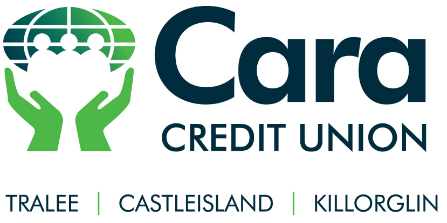 Cara
CREDIT UNION
TRALEE | CASTLEISLAND | KILLORGLIN